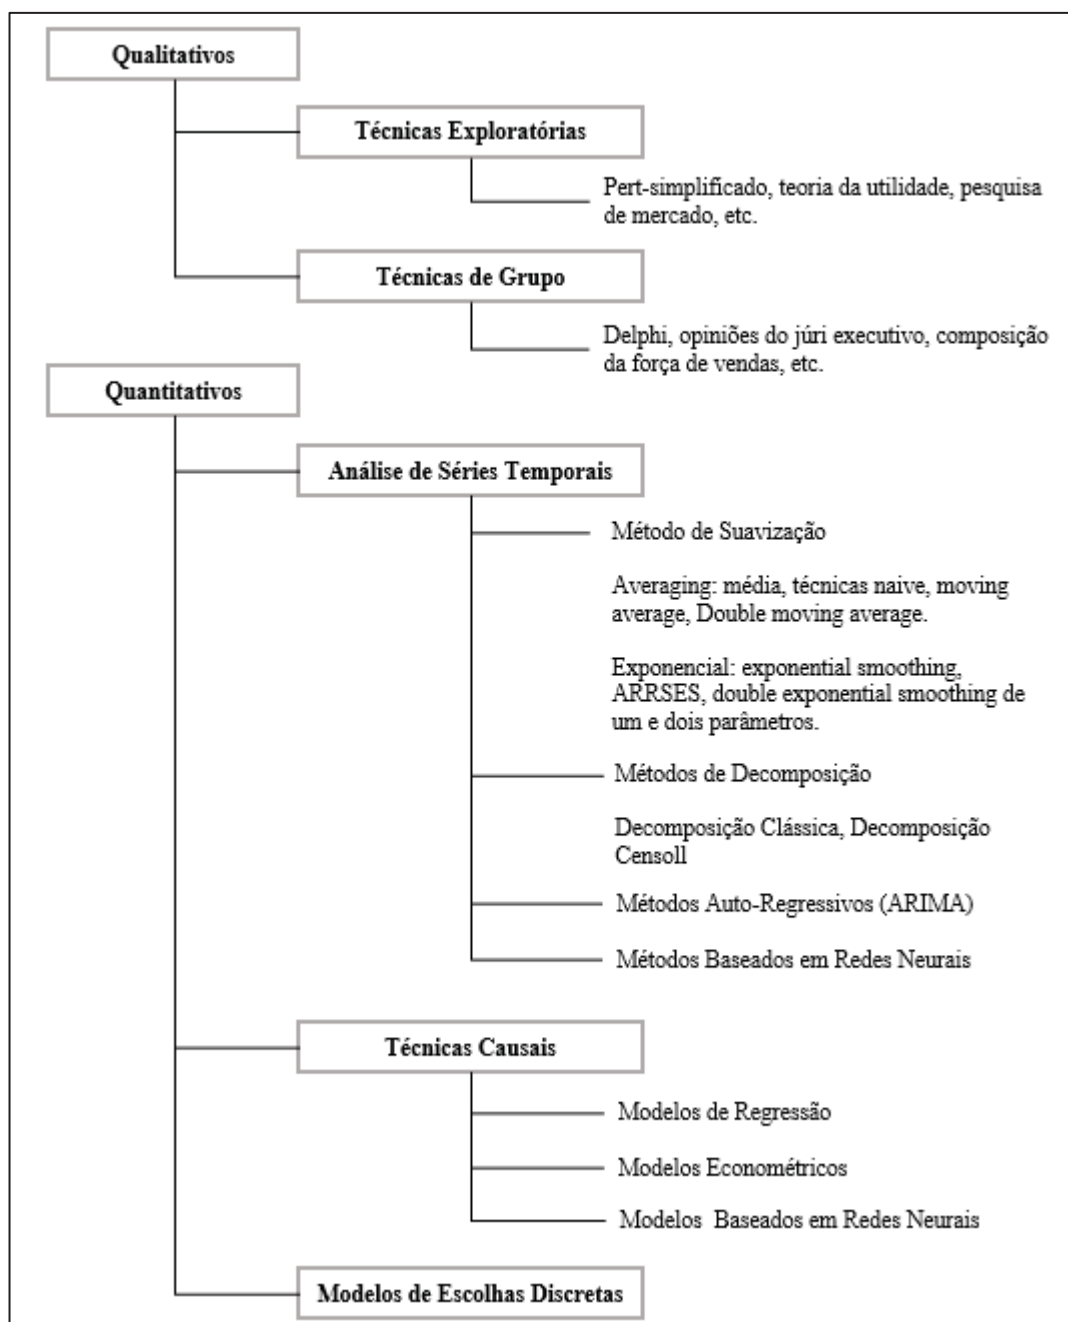 Qualitativos
Técnicas Exploratórias
Pert-simplificado, teoria da utilidade, pesquisa
de mercado, etc.
Técnicas de Grupo
Delphi, opiniões do júri executivo, composição
da força de vendas, etc.
Quantitativos
Análise de Séries Temporais
Método de Suavização
Averaging: média, técnicas naive, moving
average, Double moving average.
Exponencial: exponential smoothing,
ARRSES, double exponential smoothing de
um e dois parâmetros.
Métodos de Decomposição
Decomposição Clássica, Decomposição
Censoll
Métodos Auto-Regressivos (ARIMA)
Métodos Baseados em Redes Neurais
Técnicas Causais
Modelos de Regressão
Modelos Econométricos
Modelos Baseados em Redes Neurais
Modelos de Escolhas Discretas